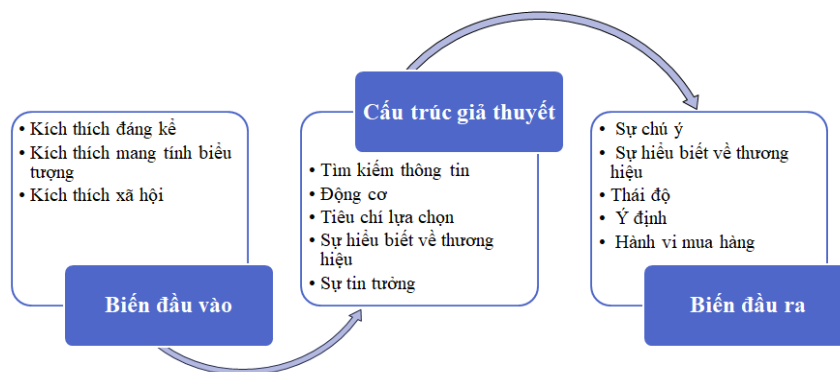 • Kích thích đáng kể
• Kích thích mang tính biểu
tượng
• Kích thích xã hội
Biến đầu vào
Cấu trúc giả thuyết
• Tìm kiếm thông tin
• Động cơ
• Tiêu chí lựa chọn
• Sự hiểu biết về thương
hiệu
• Sự tin tưởng
• Sự chú ý
• Sự hiểu biết về thương
hiệu
• Thái độ
• Ý định
• Hành vi mua hàng
Biến đầu ra